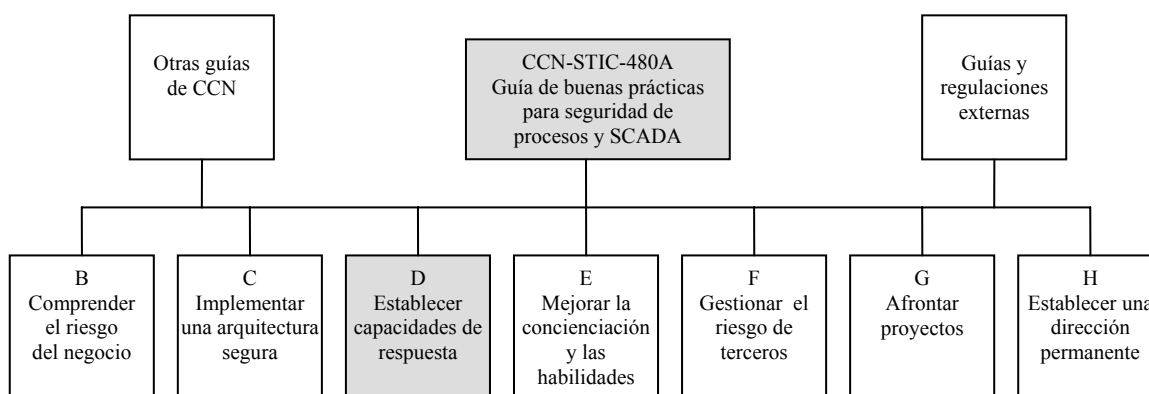 Otras guías
de CCN
CCN-STIC-480A
Guía de buenas prácticas
para seguridad de
procesos y SCADA
Guías y
regulaciones
externas
B
Comprender
el riesgo
del negocio
C
Implementar
una arquitectura
segura
D
Establecer
capacidades de
respuesta
E
Mejorar la
concienciación
y las
habilidades
F
Gestionar el
riesgo de
terceros
G
Afrontar
proyectos
H
Establecer una
dirección
permanente